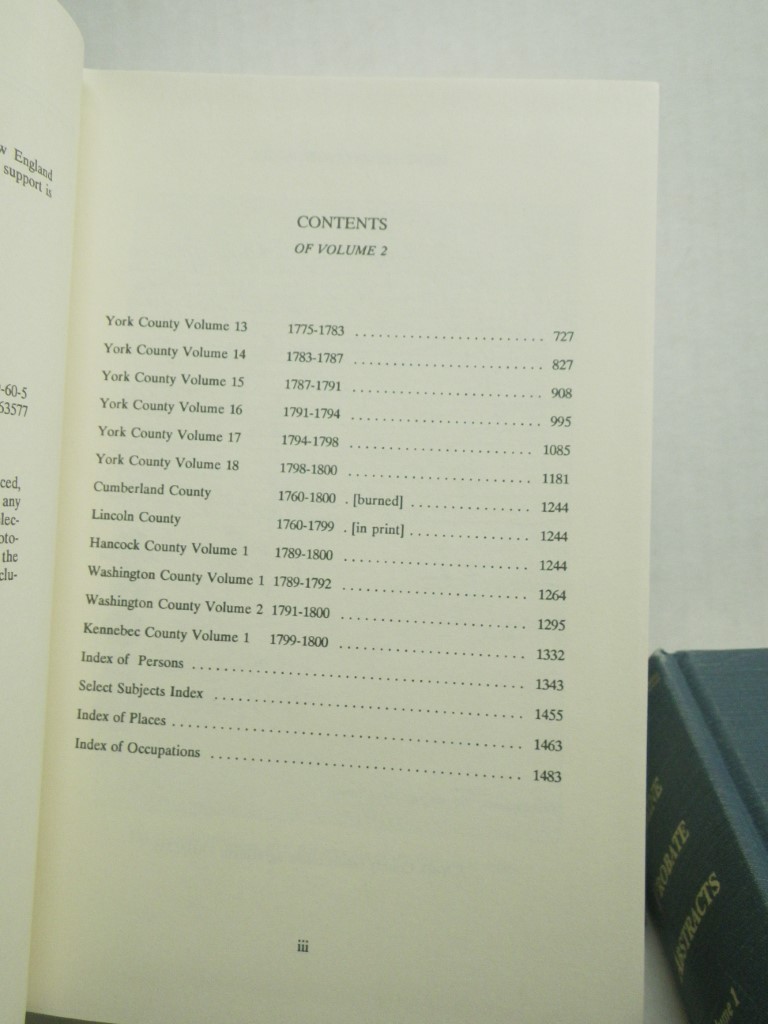 w England
support is
-60-5
53577
ced,
any
lec-
oto-
the
clu-
CONTENTS
OF VOLUME 2
York County Volume 13 1775-1783 ........................ 727
York County Volume 14 1783-1787 ........................ 827
York County Volume 15 1787-1791 ........................ 908
York County Volume 16 1791-1794 ........................ 995
York County Volume 17 1794-1798 ....................... 1085
York County Volume 18 1798-1800 ....................... 1181
Cumberland County 1760-1800 . [burned] ............... 1244
Lincoln County 1760-1799 . [in print] ............... 1244
Hancock County Volume 1 1789-1800 ....................... 1244
Washington County Volume 1 1789-1792 ....................... 1264
Washington County Volume 2 1791-1800 ....................... 1295
Kennebec County Volume 1 1799-1800 ....................... 1332
Index of Persons ......................................... 1343
Select Subjects Index ...................................... 1455
Index of Places ........................................... 1463
Index of Occupations ...................................... 1483
iii
PROBATE
ABSTRACTS